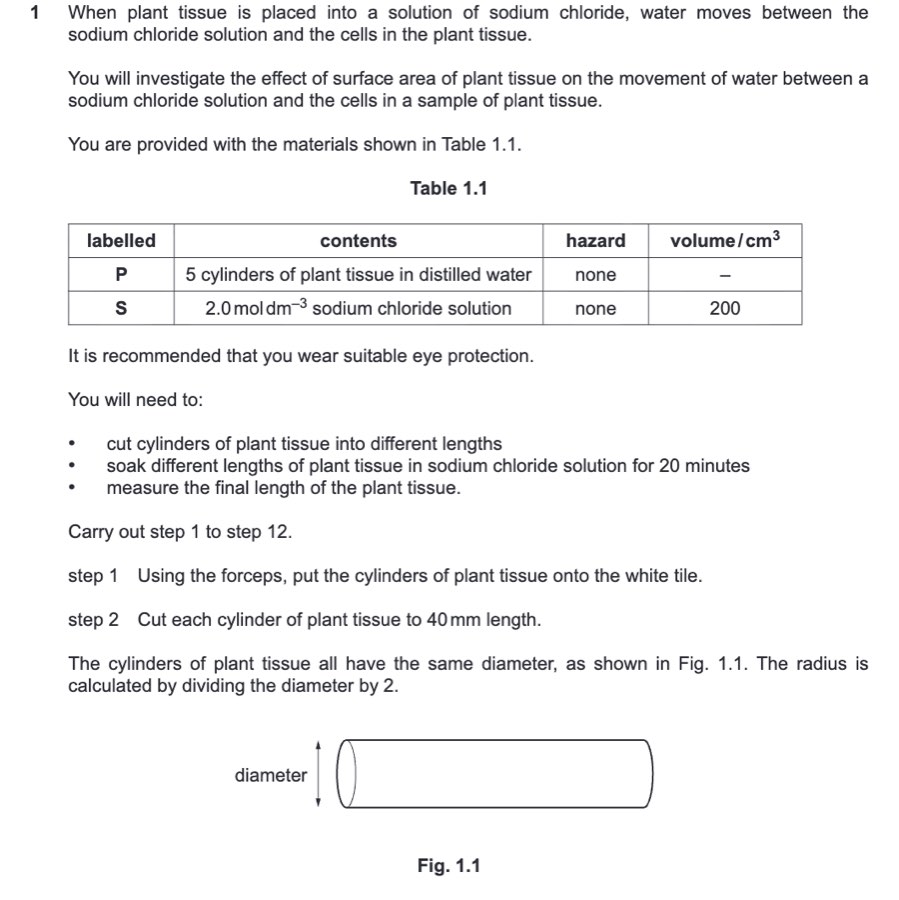 1 When plant tissue is placed into a solution of sodium chloride, water moves between the
sodium chloride solution and the cells in the plant tissue.
You will investigate the effect of surface area of plant tissue on the movement of water between a
sodium chloride solution and the cells in a sample of plant tissue.
You are provided with the materials shown in Table 1.1.
Table 1.1
labelled contents hazard volume/cm³
P 5 cylinders of plant tissue in distilled water none –
S 2.0 mol dm⁻³ sodium chloride solution none 200
It is recommended that you wear suitable eye protection.
You will need to:
• cut cylinders of plant tissue into different lengths
• soak different lengths of plant tissue in sodium chloride solution for 20 minutes
• measure the final length of the plant tissue.
Carry out step 1 to step 12.
step 1 Using the forceps, put the cylinders of plant tissue onto the white tile.
step 2 Cut each cylinder of plant tissue to 40 mm length.
The cylinders of plant tissue all have the same diameter, as shown in Fig. 1.1. The radius is
calculated by dividing the diameter by 2.
diameter
Fig. 1.1